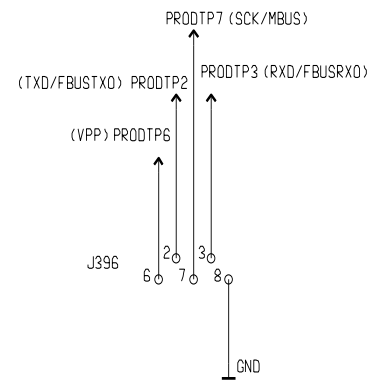 PRODTP7 (SCK/MBUS)
PRODTP3 (RXD/FBUSRXO)
(TXD/FBUSTXO) PRODTP2
(VPP) PRODTP6
2 3
J396
6 7 8
GND